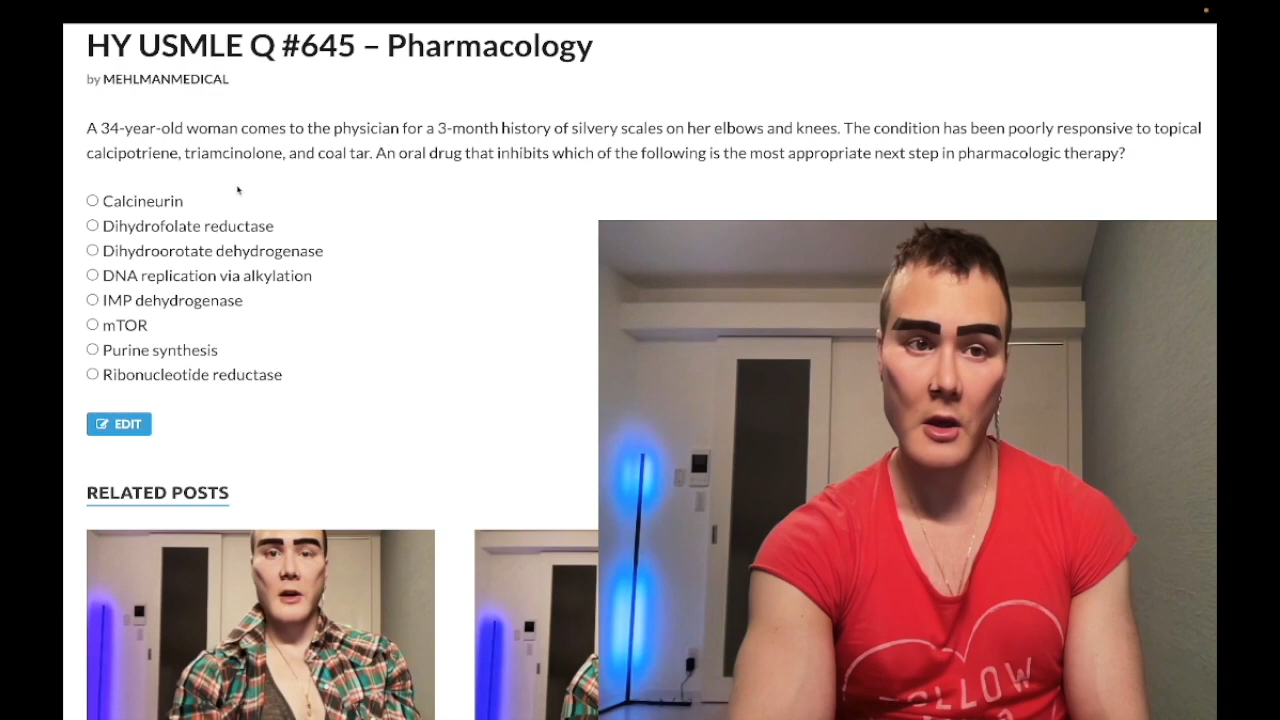 HY USMLE Q #645 – Pharmacology
by MEHLMANMEDICAL
A 34-year-old woman comes to the physician for a 3-month history of silvery scales on her elbows and knees. The condition has been poorly responsive to topical
calcipotriene, triamcinolone, and coal tar. An oral drug that inhibits which of the following is the most appropriate next step in pharmacologic therapy?
Calcineurin
Dihydrofolate reductase
Dihydroorotate dehydrogenase
DNA replication via alkylation
IMP dehydrogenase
mTOR
Purine synthesis
Ribonucleotide reductase
EDIT
RELATED POSTS